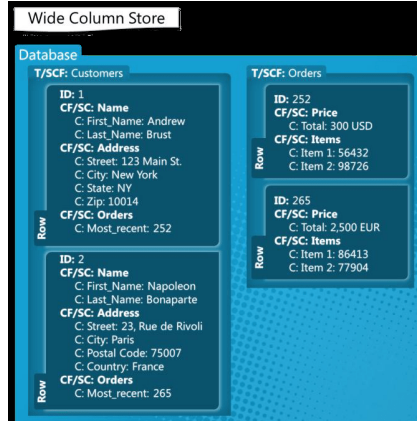 Wide Column Store
Database
T/SCF: Customers
ID: 1
CF/SC: Name
C: First_Name: Andrew
C: Last_Name: Brust
CF/SC: Address
C: Street: 123 Main St.
C: City: New York
C: State: NY
C: Zip: 10014
CF/SC: Orders
C: Most_recent: 252
Row
ID: 2
CF/SC: Name
C: First_Name: Napoleon
C: Last_Name: Bonaparte
CF/SC: Address
C: Street: 23, Rue de Rivoli
C: City: Paris
C: Postal Code: 75007
C: Country: France
CF/SC: Orders
C: Most_recent: 265
Row
T/SCF: Orders
ID: 252
CF/SC: Price
C: Total: 300 USD
CF/SC: Items
C: Item 1: 56432
C: Item 2: 98726
Row
ID: 265
CF/SC: Price
C: Total: 2,500 EUR
CF/SC: Items
C: Item 1: 86413
C: Item 2: 77904
Row